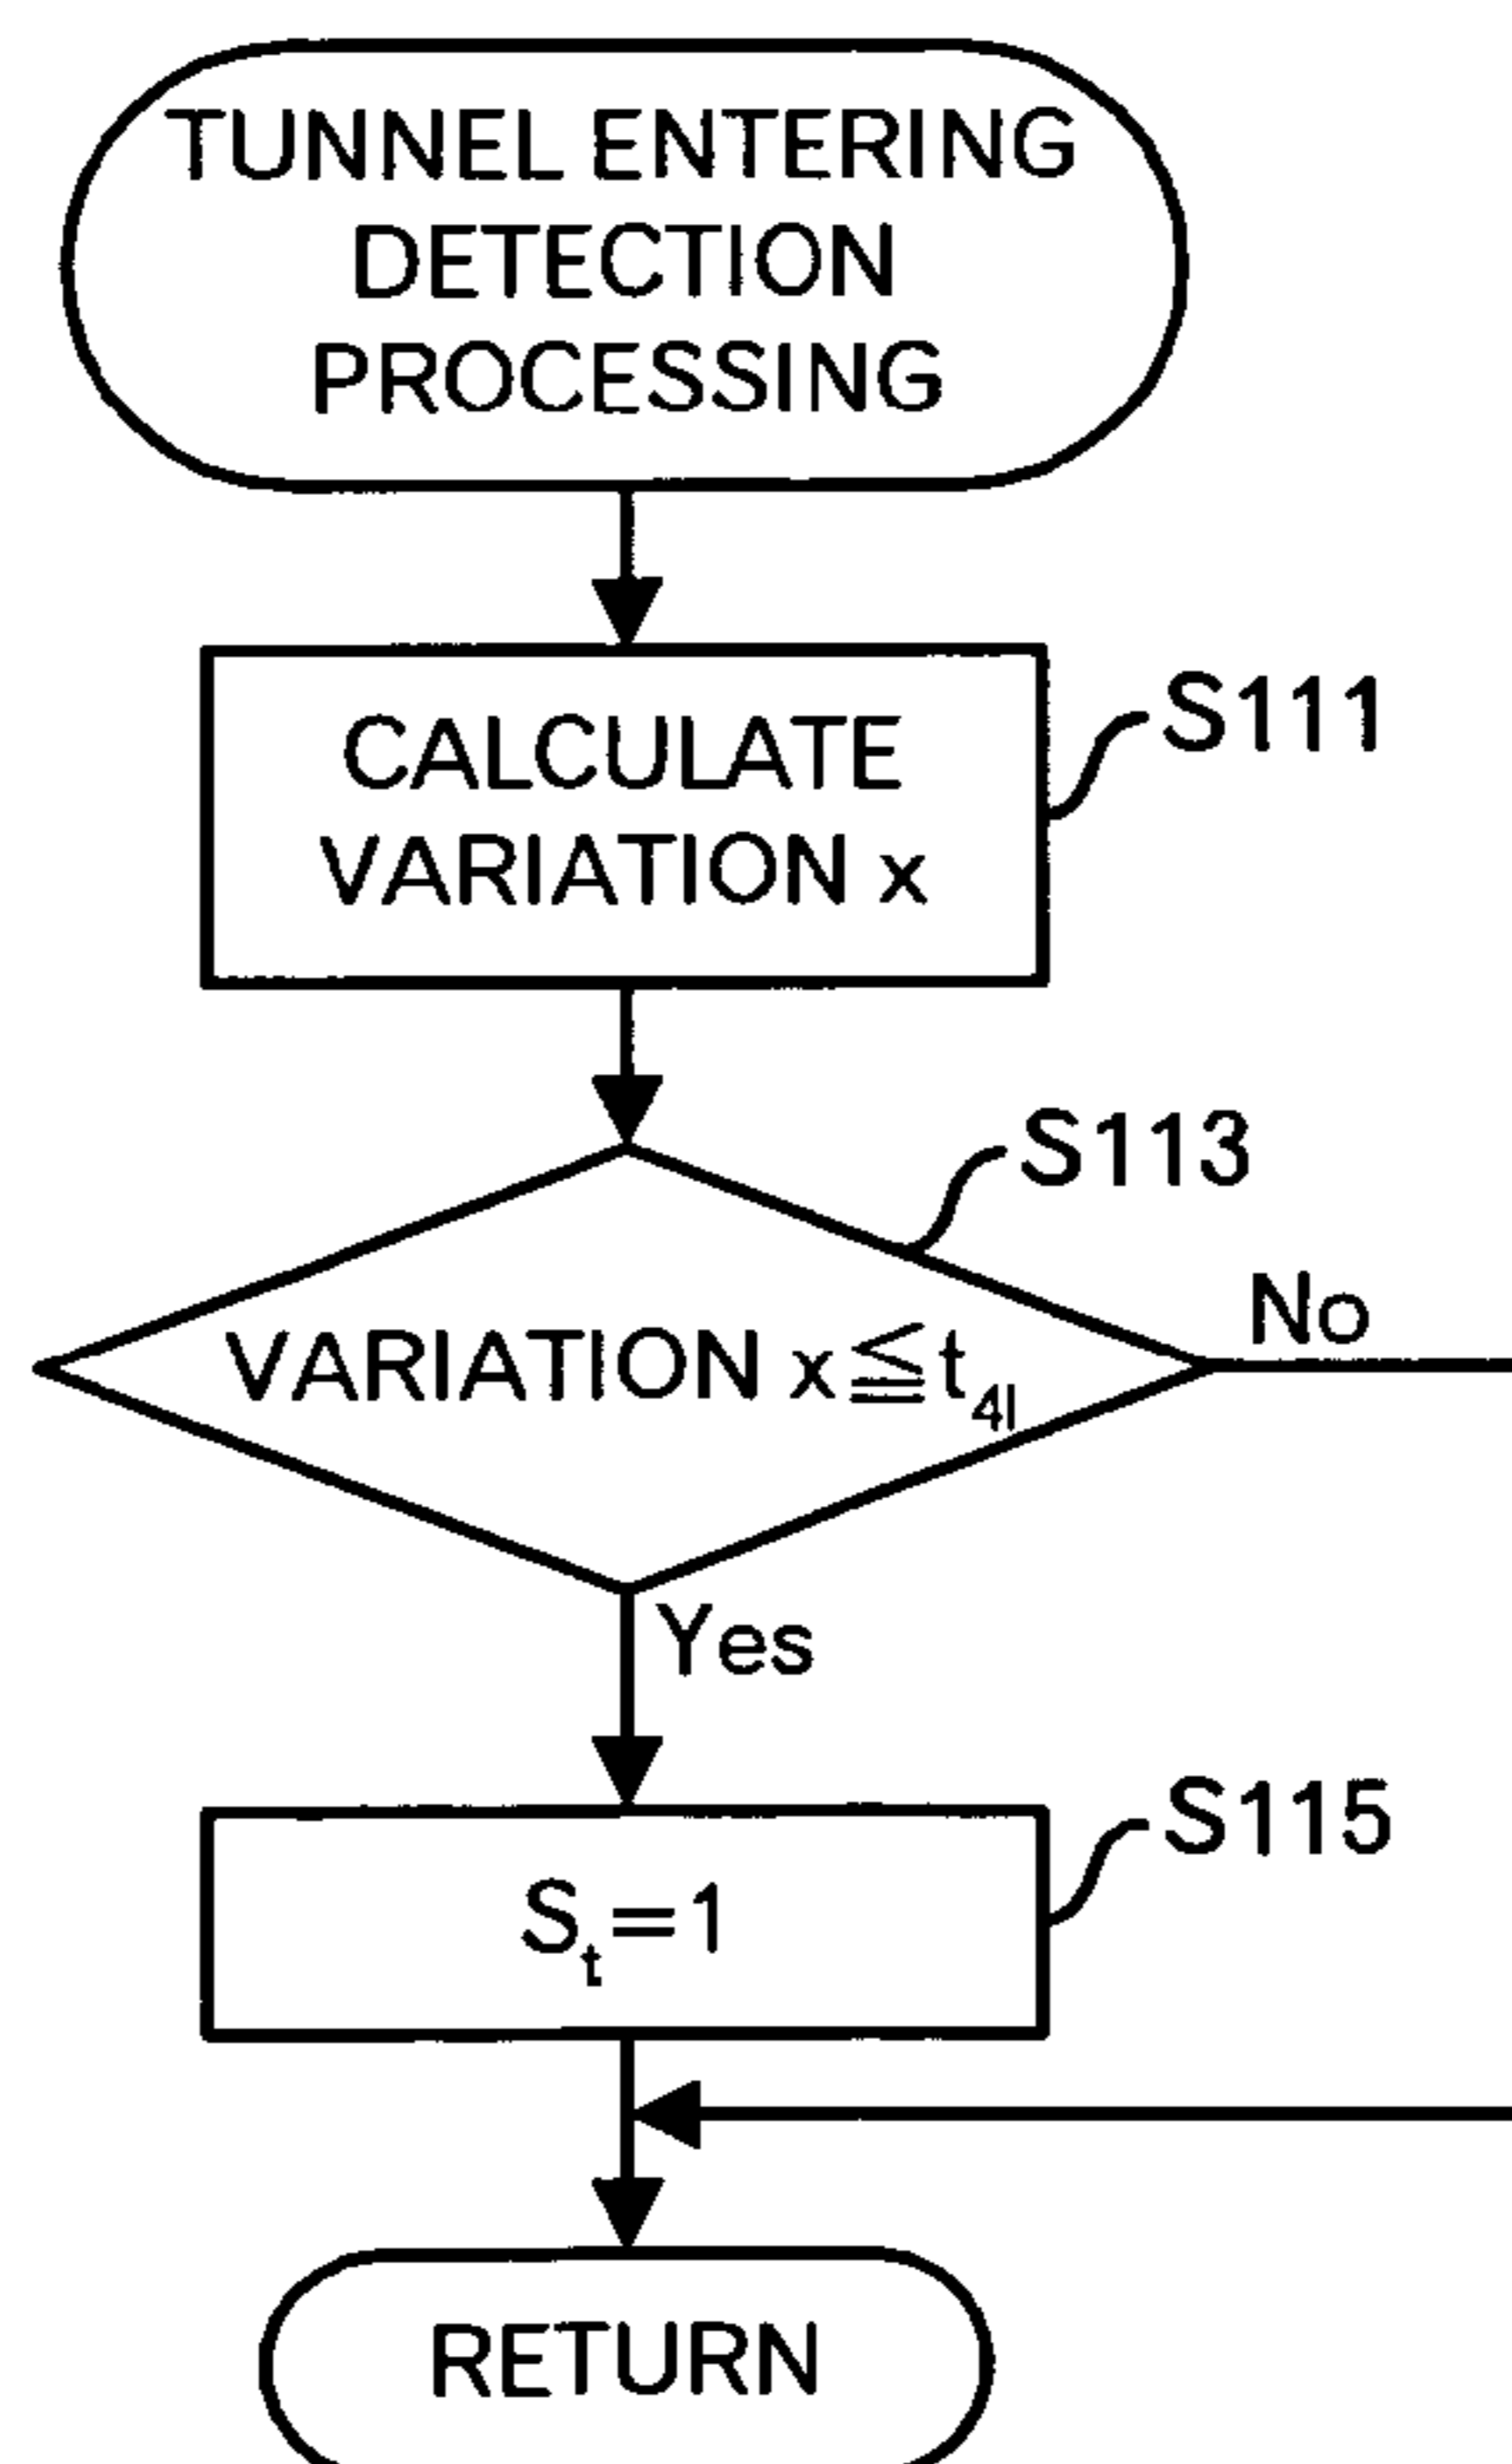 TUNNEL ENTERING
DETECTION
PROCESSING
CALCULATE
VARIATION x
S111
S113
VARIATION x≦t4l
No
Yes
S115
St=1
RETURN